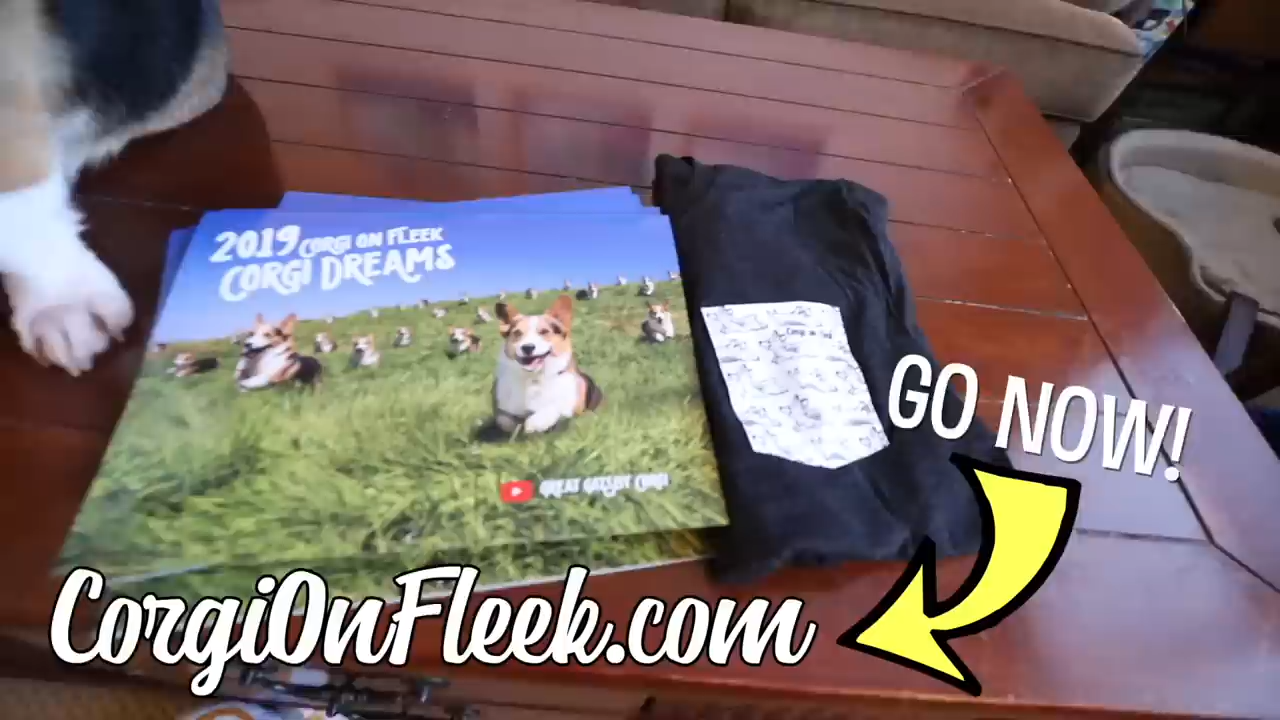 2019 CORGI ON FLEEK
CORGI DREAMS
GREAT GATSBY CORGI
GO NOW!
CorgiOnFleek.com